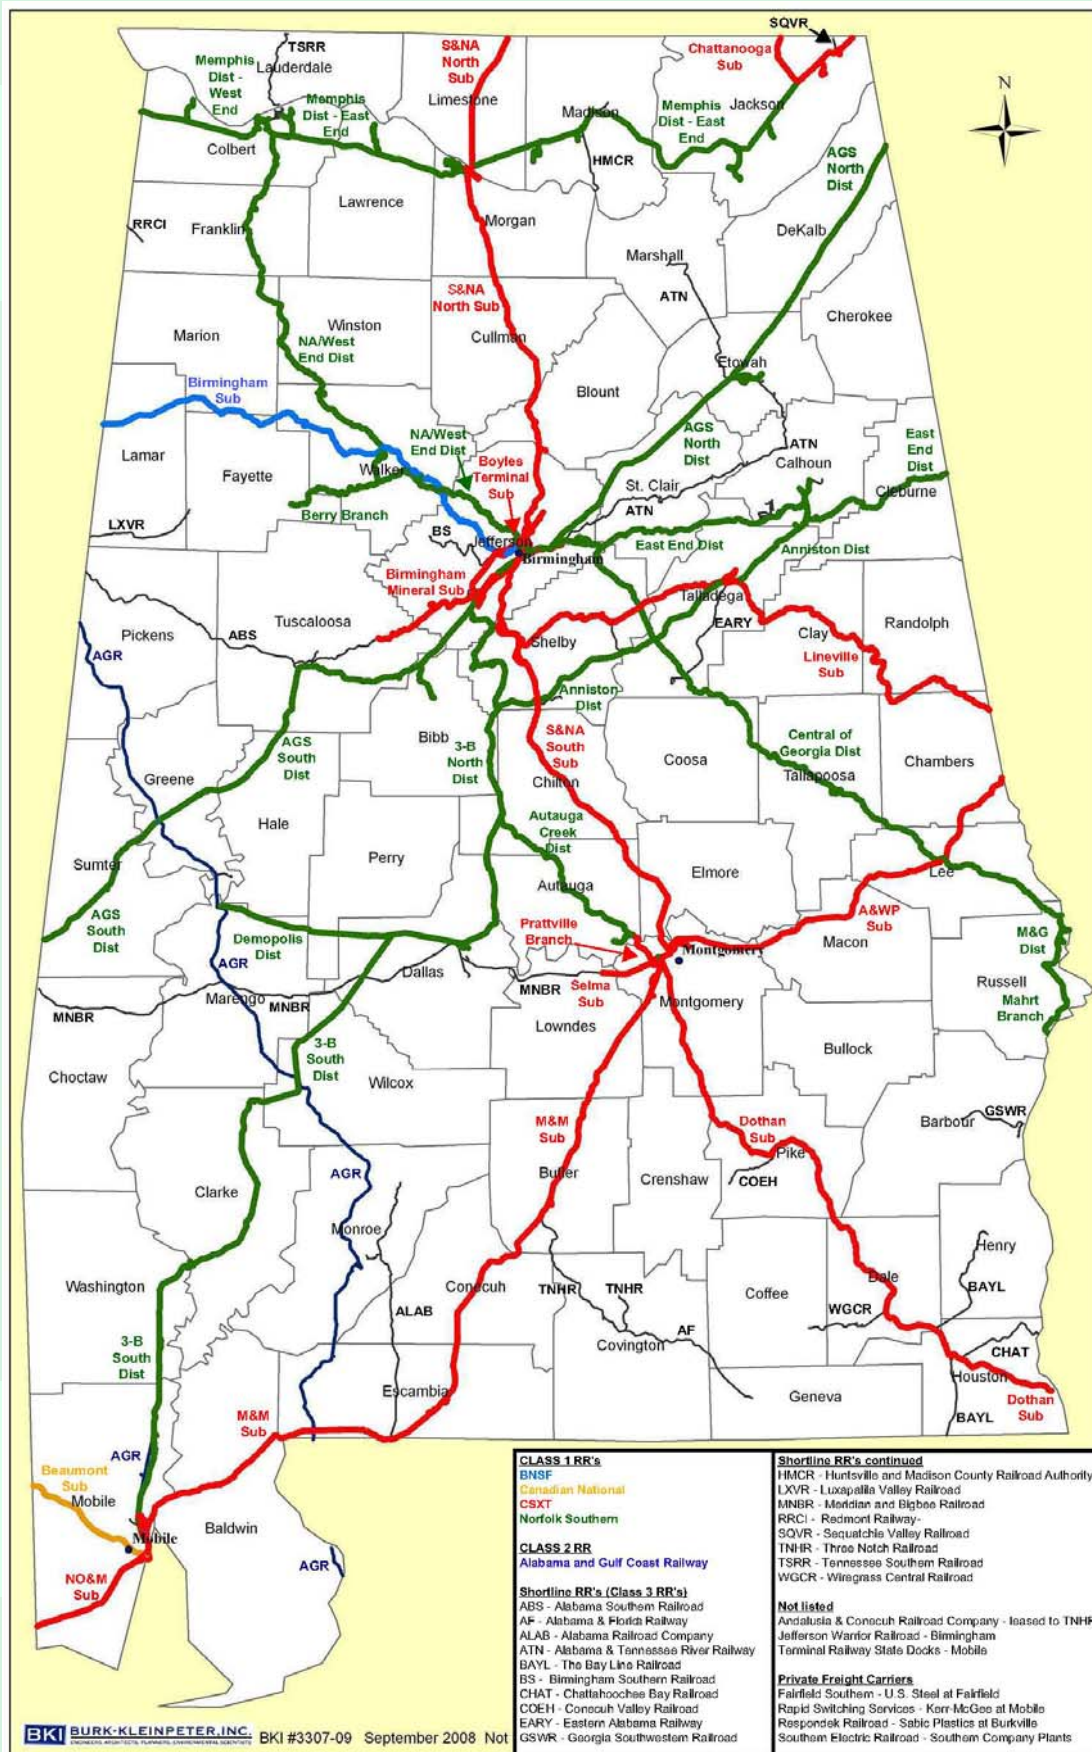 SQVR
TSRR
Lauderdale
Memphis
Dist -
West
End
S&NA
North
Sub
Limestone
Chattanooga
Sub
Memphis
Dist - East
End
Madison
Memphis
Dist - East
End
Jackson
N
Colbert
HMCR
AGS
North
Dist
Lawrence
RRCI
Franklin
Morgan
DeKalb
Marshall
ATN
S&NA
North Sub
Cherokee
Marion
Winston
NA/West
End Dist
Cullman
Etowah
Birmingham
Sub
Blount
NA/West
End Dist
AGS
North
Dist
East
End
Dist
ATN
Calhoun
Lamar
Fayette
Walker
Boyles
Terminal
Sub
St. Clair
Cleburne
Berry Branch
ATN
LXVR
BS
Jefferson
Birmingham
East End Dist
Anniston Dist
Birmingham
Mineral Sub
Talladega
Pickens
ABS
Tuscaloosa
EARY
Clay
Randolph
Shelby
AGR
Lineville
Sub
Anniston
Dist
Bibb
3-B
North
Dist
S&NA
South
Sub
AGS
South
Dist
Central of
Georgia Dist
Coosa
Tallapoosa
Chambers
Greene
Chilton
Hale
Autauga
Creek
Dist
Perry
Sumter
Elmore
Lee
Autauga
AGS
South
Dist
Demopolis
Dist
Prattville
Branch
A&WP
Sub
Macon
M&G
Dist
Montgomery
AGR
Dallas
MNBR
Selma
Sub
Russell
Mahrt
Branch
Marengo
MNBR
MNBR
Montgomery
Lowndes
3-B
South
Dist
Bullock
Choctaw
Wilcox
M&M
Sub
Dothan
Sub
Barbour
GSWR
Pike
AGR
Butler
Crenshaw
COEH
Clarke
Monroe
Henry
Washington
Conecuh
TNHR
TNHR
Coffee
Dale
BAYL
ALAB
WGCR
AF
Covington
CHAT
3-B
South
Dist
Escambia
Geneva
Houston
Dothan
Sub
M&M
Sub
BAYL
AGR
Beaumont
Sub
Mobile
Mobile
Baldwin
AGR
NO&M
Sub
CLASS 1 RR's
BNSF
Canadian National
CSXT
Norfolk Southern
CLASS 2 RR
Alabama and Gulf Coast Railway
Shortline RR's (Class 3 RR's)
ABS - Alabama Southern Railroad
AF - Alabama & Florida Railway
ALAB - Alabama Railroad Company
ATN - Alabama & Tennessee River Railway
BAYL - The Bay Line Railroad
BS - Birmingham Southern Railroad
CHAT - Chattahoochee Bay Railroad
COEH - Conecuh Valley Railroad
EARY - Eastern Alabama Railway
GSWR - Georgia Southwestern Railroad
Shortline RR's continued
HMCR - Huntsville and Madison County Railroad Authority
LXVR - Luxapalila Valley Railroad
MNBR - Meridian and Bigbee Railroad
RRCI - Redmont Railway-
SQVR - Sequatchie Valley Railroad
TNHR - Three Notch Railroad
TSRR - Tennessee Southern Railroad
WGCR - Wiregrass Central Railroad
Not listed
Andalusia & Conecuh Railroad Company - leased to TNHR
Jefferson Warrior Railroad - Birmingham
Terminal Railway State Docks - Mobile
Private Freight Carriers
Fairfield Southern - U.S. Steel at Fairfield
Rapid Switching Services - Kerr-McGee at Mobile
Respondek Railroad - Sabic Plastics at Burkville
Southern Electric Railroad - Southern Company Plants
BKI BURK-KLEINPETER, INC.
ENGINEERS, ARCHITECTS, PLANNERS, ENVIRONMENTAL SCIENTISTS
BKI #3307-09 September 2008 Not